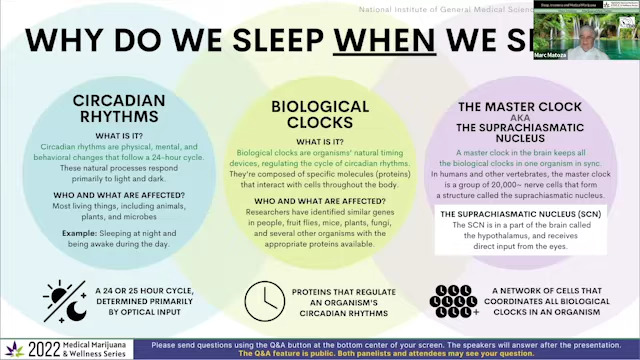 National Institute of General Medical Scienc
WHY DO WE SLEEP WHEN WE S
Marc Matoza
CIRCADIAN
RHYTHMS
WHAT IS IT?
Circadian rhythms are physical, mental, and
behavioral changes that follow a 24-hour cycle.
These natural processes respond
primarily to light and dark.
WHO AND WHAT ARE AFFECTED?
Most living things, including animals,
plants, and microbes
Example: Sleeping at night and
being awake during the day.
BIOLOGICAL
CLOCKS
WHAT IS IT?
Biological clocks are organisms' natural timing
devices, regulating the cycle of circadian rhythms.
They're composed of specific molecules (proteins)
that interact with cells throughout the body.
WHO AND WHAT ARE AFFECTED?
Researchers have identified similar genes
in people, fruit flies, mice, plants, fungi,
and several other organisms with the
appropriate proteins available.
THE MASTER CLOCK
AKA
THE SUPRACHIASMATIC
NUCLEUS
A master clock in the brain keeps all
the biological clocks in one organism in sync.
In humans and other vertebrates, the master clock
is a group of 20,000~ nerve cells that form
a structure called the suprachiasmatic nucleus.
THE SUPRACHIASMATIC NUCLEUS (SCN)
The SCN is in a part of the brain called
the hypothalamus, and receives
direct input from the eyes.
A 24 OR 25 HOUR CYCLE,
DETERMINED PRIMARILY
BY OPTICAL INPUT
PROTEINS THAT REGULATE
AN ORGANISM'S
CIRCADIAN RHYTHMS
A NETWORK OF CELLS THAT
COORDINATES ALL BIOLOGICAL
CLOCKS IN AN ORGANISM
2022 Medical Marijuana
& Wellness Series
Please send questions using the Q&A button at the bottom center of your screen. The speakers will answer after the presentation.
The Q&A feature is public. Both panelists and attendees may see your question.